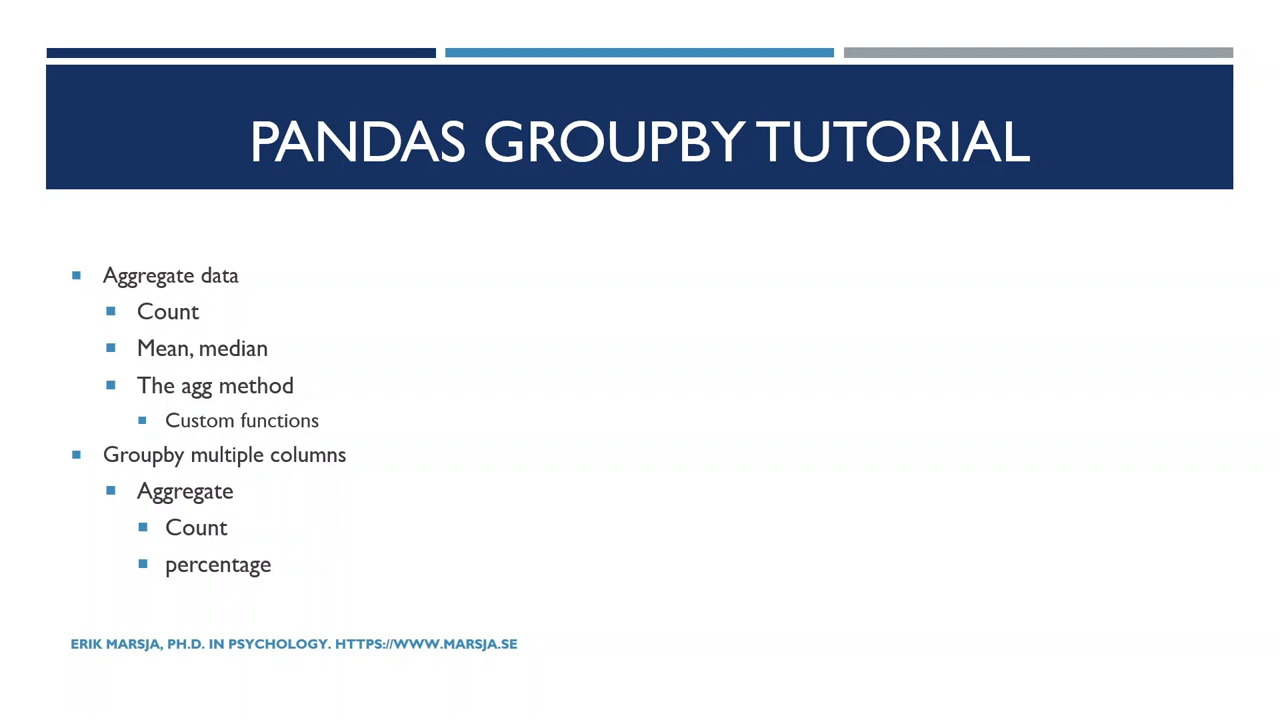 PANDAS GROUPBY TUTORIAL
Aggregate data
Count
Mean, median
The agg method
Custom functions
Groupby multiple columns
Aggregate
Count
percentage
ERIK MARSJA, PH.D. IN PSYCHOLOGY. HTTPS://WWW.MARSJA.SE